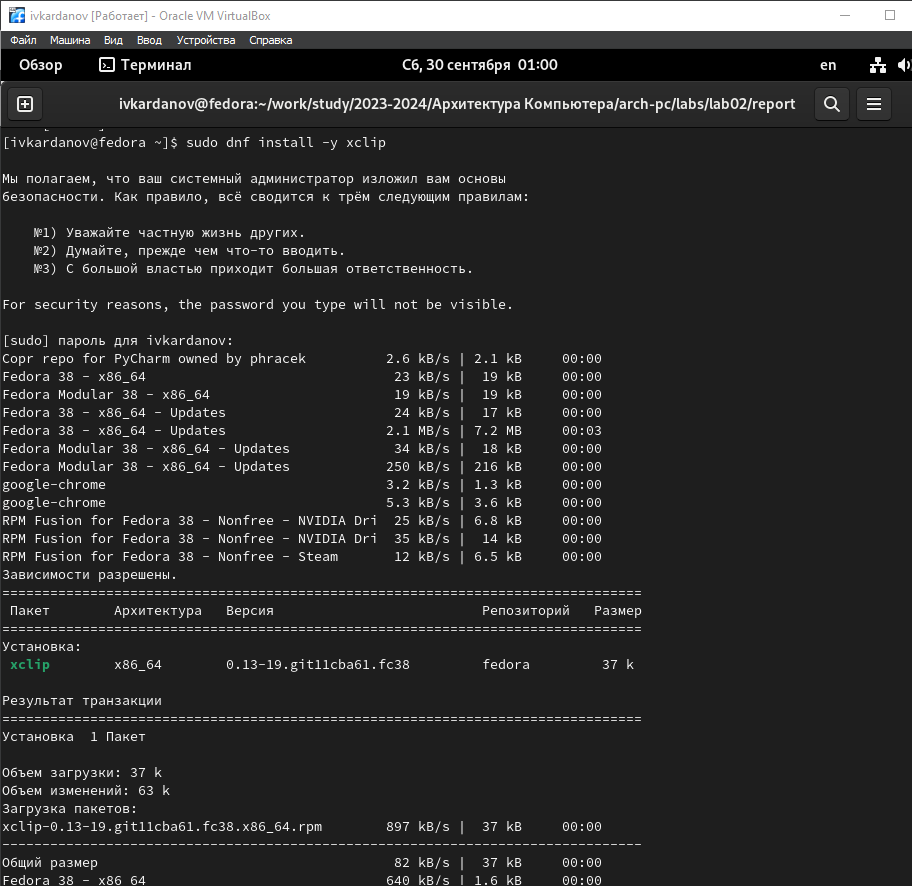 ivkardanov [Работает] - Oracle VM VirtualBox
Файл Машина Вид Ввод Устройства Справка
Обзор Терминал Сб, 30 сентября 01:00 en
ivkardanov@fedora:~/work/study/2023-2024/Архитектура Компьютера/arch-pc/labs/lab02/report
[ivkardanov@fedora ~]$ sudo dnf install -y xclip
Мы полагаем, что ваш системный администратор изложил вам основы
безопасности. Как правило, всё сводится к трём следующим правилам:
№1) Уважайте частную жизнь других.
№2) Думайте, прежде чем что-то вводить.
№3) С большой властью приходит большая ответственность.
For security reasons, the password you type will not be visible.
[sudo] пароль для ivkardanov:
Copr repo for PyCharm owned by phracek 2.6 kB/s | 2.1 kB 00:00
Fedora 38 - x86_64 23 kB/s | 19 kB 00:00
Fedora Modular 38 - x86_64 19 kB/s | 19 kB 00:00
Fedora 38 - x86_64 - Updates 24 kB/s | 17 kB 00:00
Fedora 38 - x86_64 - Updates 2.1 MB/s | 7.2 MB 00:03
Fedora Modular 38 - x86_64 - Updates 34 kB/s | 18 kB 00:00
Fedora Modular 38 - x86_64 - Updates 250 kB/s | 216 kB 00:00
google-chrome 3.2 kB/s | 1.3 kB 00:00
google-chrome 5.3 kB/s | 3.6 kB 00:00
RPM Fusion for Fedora 38 - Nonfree - NVIDIA Dri 25 kB/s | 6.8 kB 00:00
RPM Fusion for Fedora 38 - Nonfree - NVIDIA Dri 35 kB/s | 14 kB 00:00
RPM Fusion for Fedora 38 - Nonfree - Steam 12 kB/s | 6.5 kB 00:00
Зависимости разрешены.
================================================================================
Пакет Архитектура Версия Репозиторий Размер
================================================================================
Установка:
xclip x86_64 0.13-19.git11cba61.fc38 fedora 37 k
Результат транзакции
================================================================================
Установка 1 Пакет
Объем загрузки: 37 k
Объем изменений: 63 k
Загрузка пакетов:
xclip-0.13-19.git11cba61.fc38.x86_64.rpm 897 kB/s | 37 kB 00:00
--------------------------------------------------------------------------------
Общий размер 82 kB/s | 37 kB 00:00
Fedora 38 - x86_64 640 kB/s | 1.6 kB 00:00